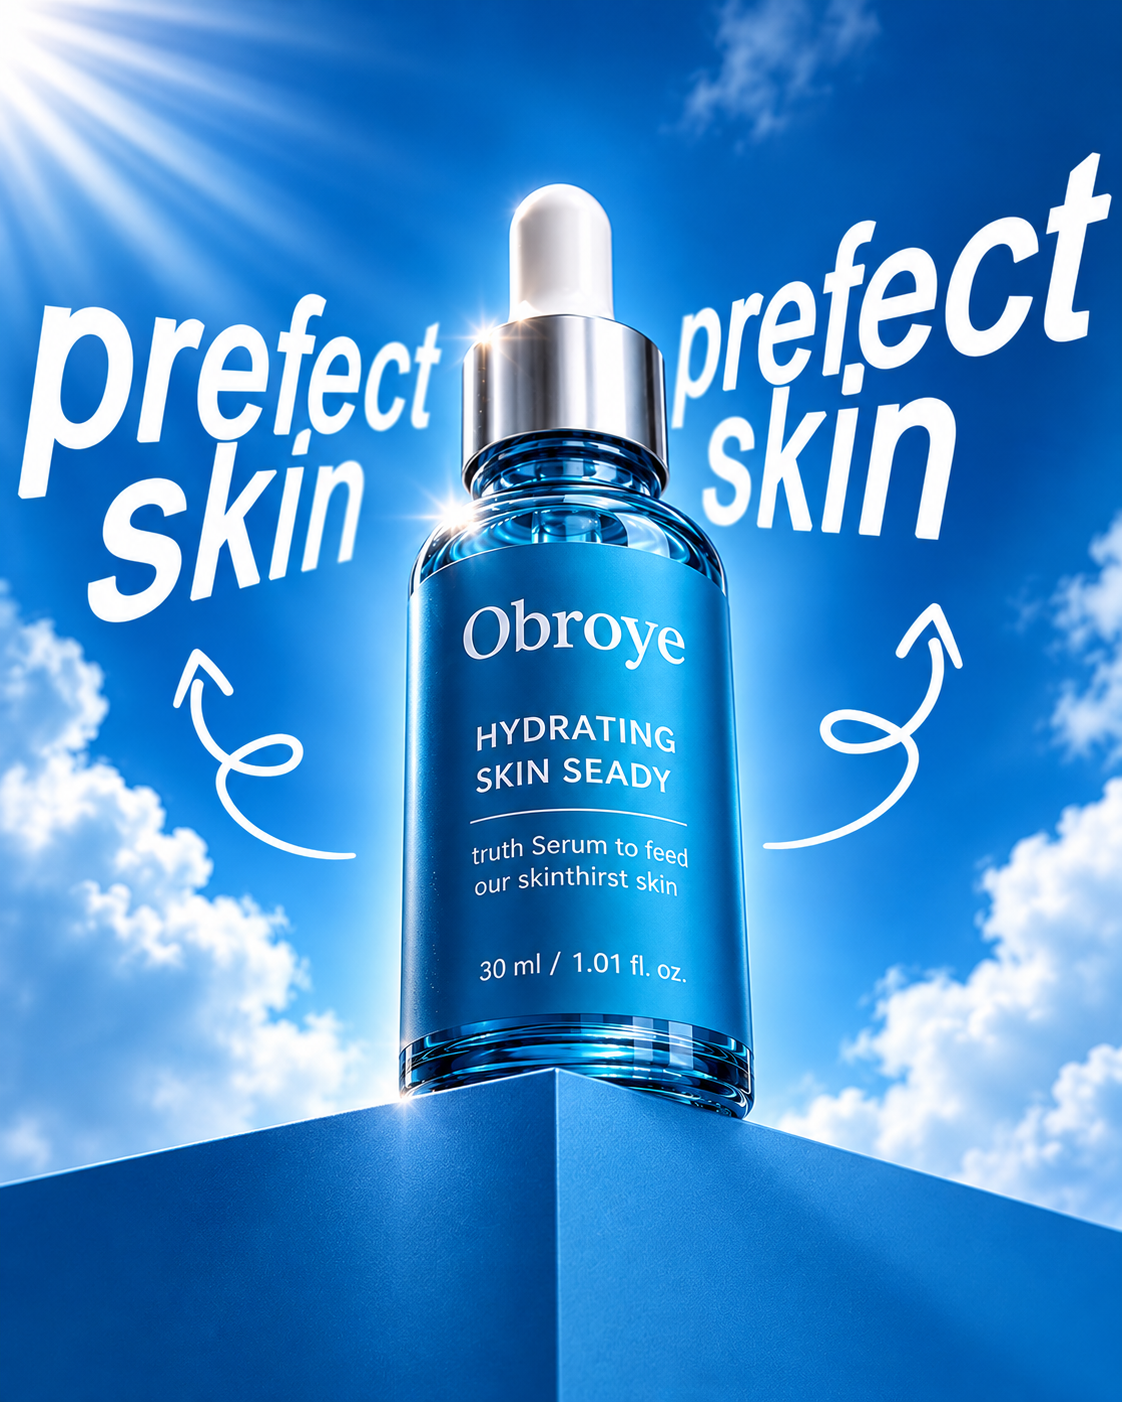 prefect
skin
prefect
skin
Obroye
HYDRATING
SKIN SEADY
truth Serum to feed
our skinthirst skin
30 ml / 1.01 fl. oz.